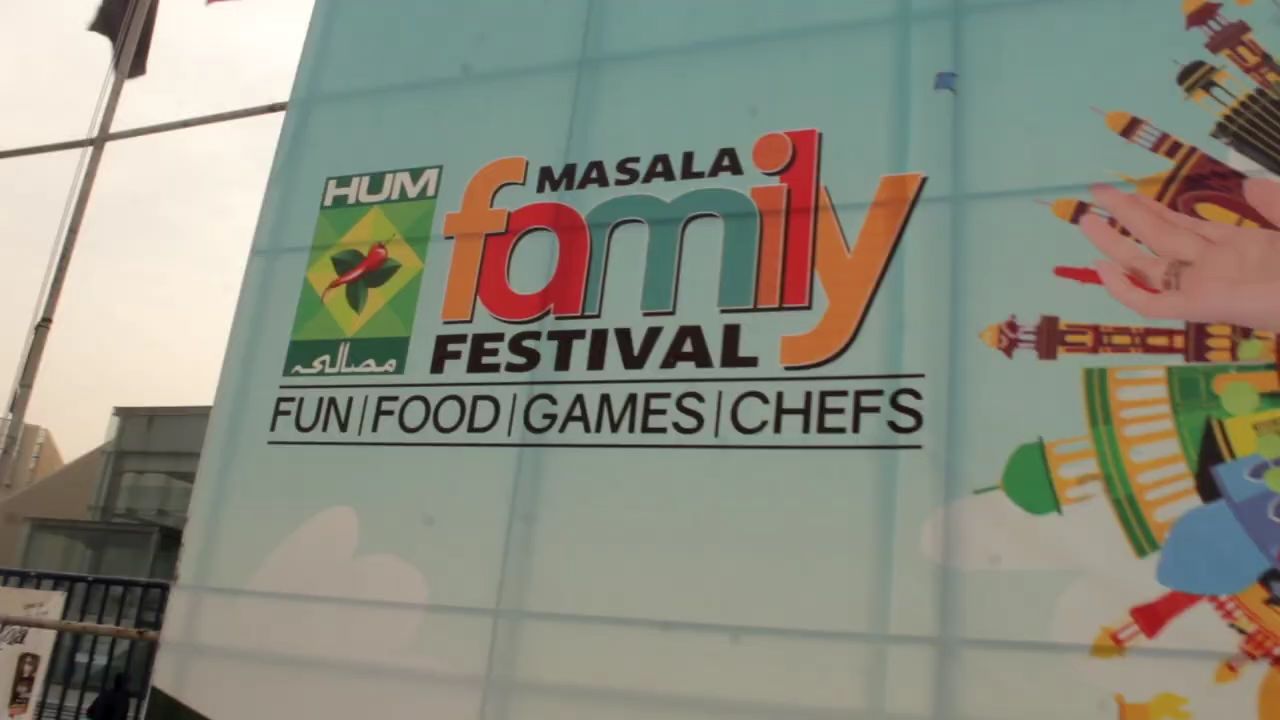 HUM
مصالحہ
MASALA
family
FESTIVAL
FUN|FOOD|GAMES|CHEFS